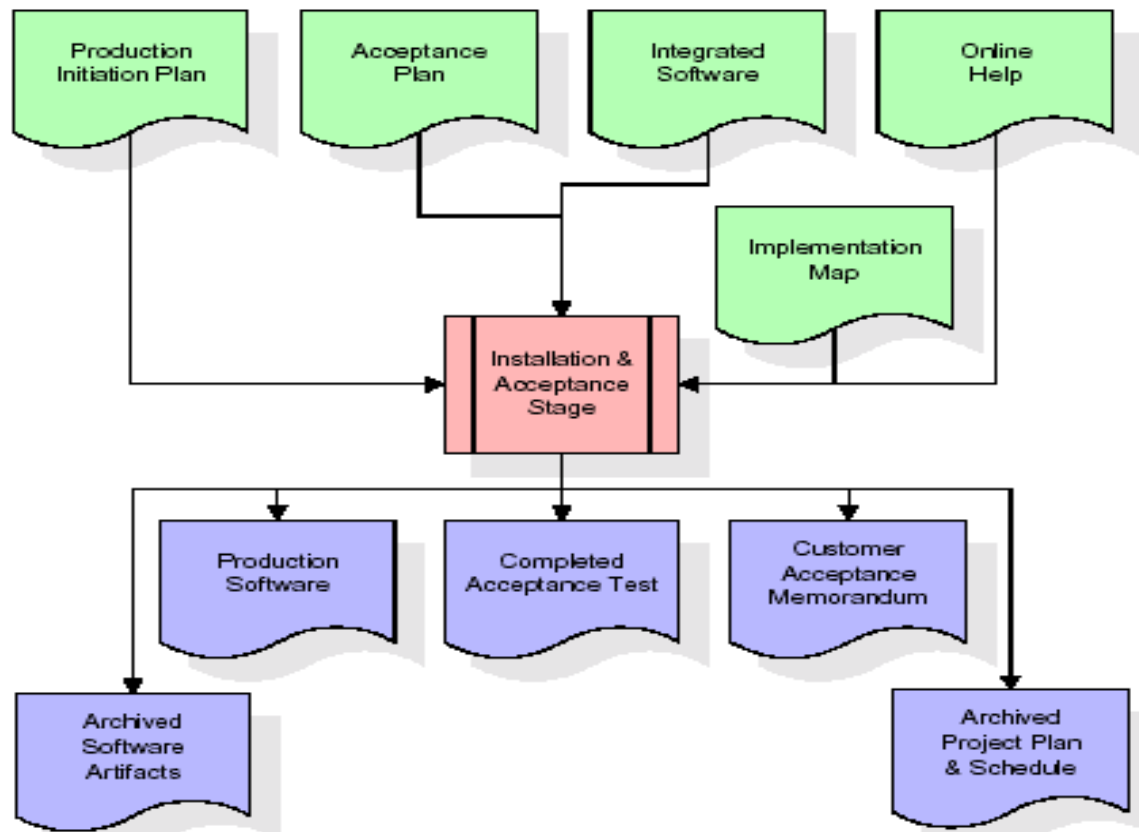 Production
Initiation Plan
Acceptance
Plan
Integrated
Software
Online
Help
Implementation
Map
Installation &
Acceptance
Stage
Production
Software
Completed
Acceptance Test
Customer
Acceptance
Memorandum
Archived
Software
Artifacts
Archived
Project Plan
& Schedule